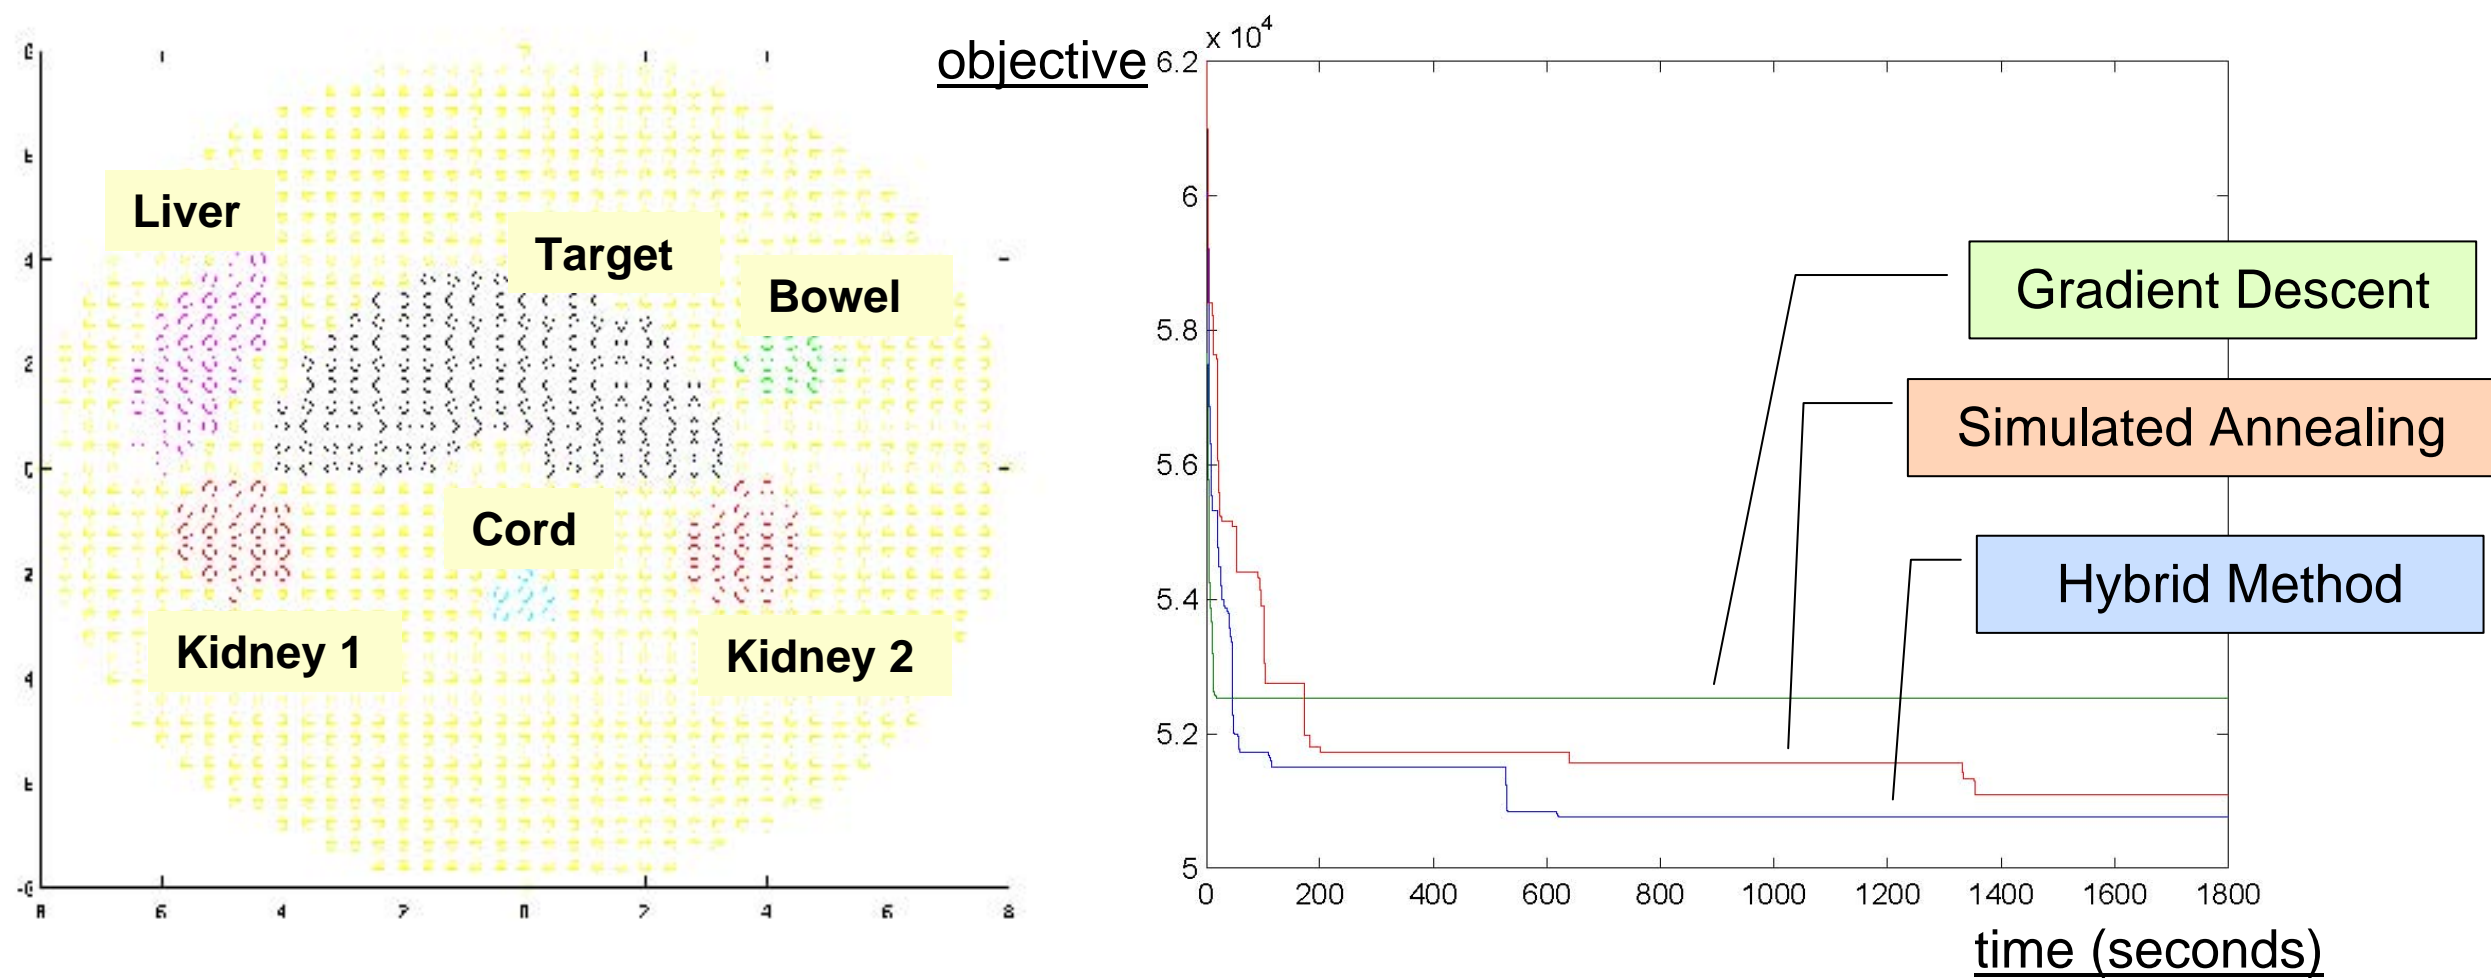 Liver
Target
Bowel
Cord
Kidney 1
Kidney 2
objective
x 10^4
6.2
6
5.8
5.6
5.4
5.2
5
0 200 400 600 800 1000 1200 1400 1600 1800
time (seconds)
Gradient Descent
Simulated Annealing
Hybrid Method